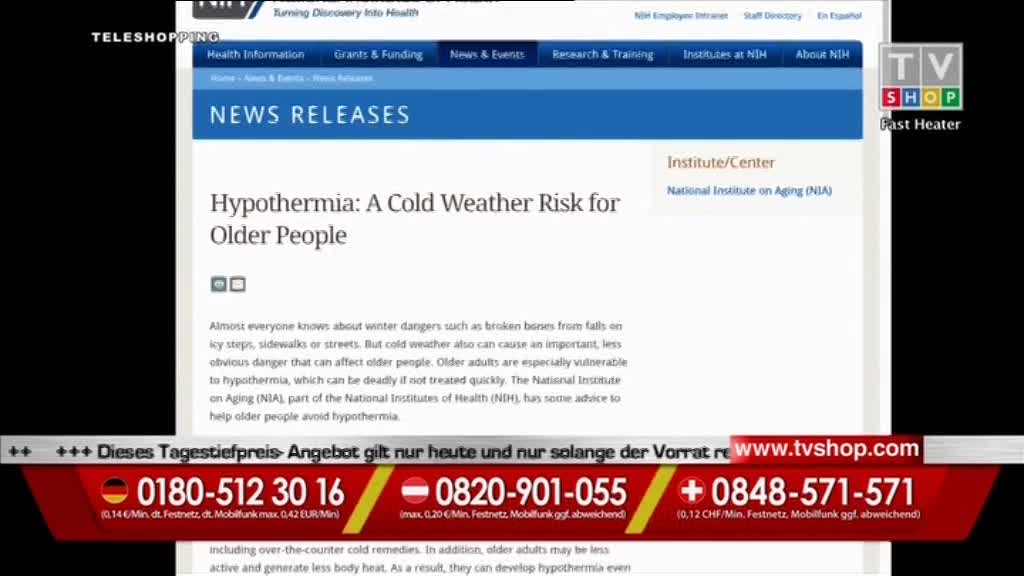 NIH
Turning Discovery Into Health
NIH Employee Intranet Staff Directory En Español
TELESHOPPING
Health Information Grants & Funding News & Events Research & Training Institutes at NIH About NIH
Home » News & Events » News Releases
TV
SHOP
Fast Heater
NEWS RELEASES
Institute/Center
National Institute on Aging (NIA)
Hypothermia: A Cold Weather Risk for
Older People
Almost everyone knows about winter dangers such as broken bones from falls on
icy steps, sidewalks or streets. But cold weather also can cause an important, less
obvious danger that can affect older people. Older adults are especially vulnerable
to hypothermia, which can be deadly if not treated quickly. The National Institute
on Aging (NIA), part of the National Institutes of Health (NIH), has some advice to
help older people avoid hypothermia.
++ +++ Dieses Tagestiefpreis- Angebot gilt nur heute und nur solange der Vorrat re
www.tvshop.com
0180-512 30 16 0820-901-055 0848-571-571
(0,14 €/Min. dt. Festnetz, dt. Mobilfunk max. 0,42 EUR/Min) (max. 0,20 €/Min. Festnetz, Mobilfunk ggf. abweichend) (0,12 CHF/Min. Festnetz, Mobilfunk ggf. abweichend)
including over-the-counter cold remedies. In addition, older adults may be less
active and generate less body heat. As a result, they can develop hypothermia even